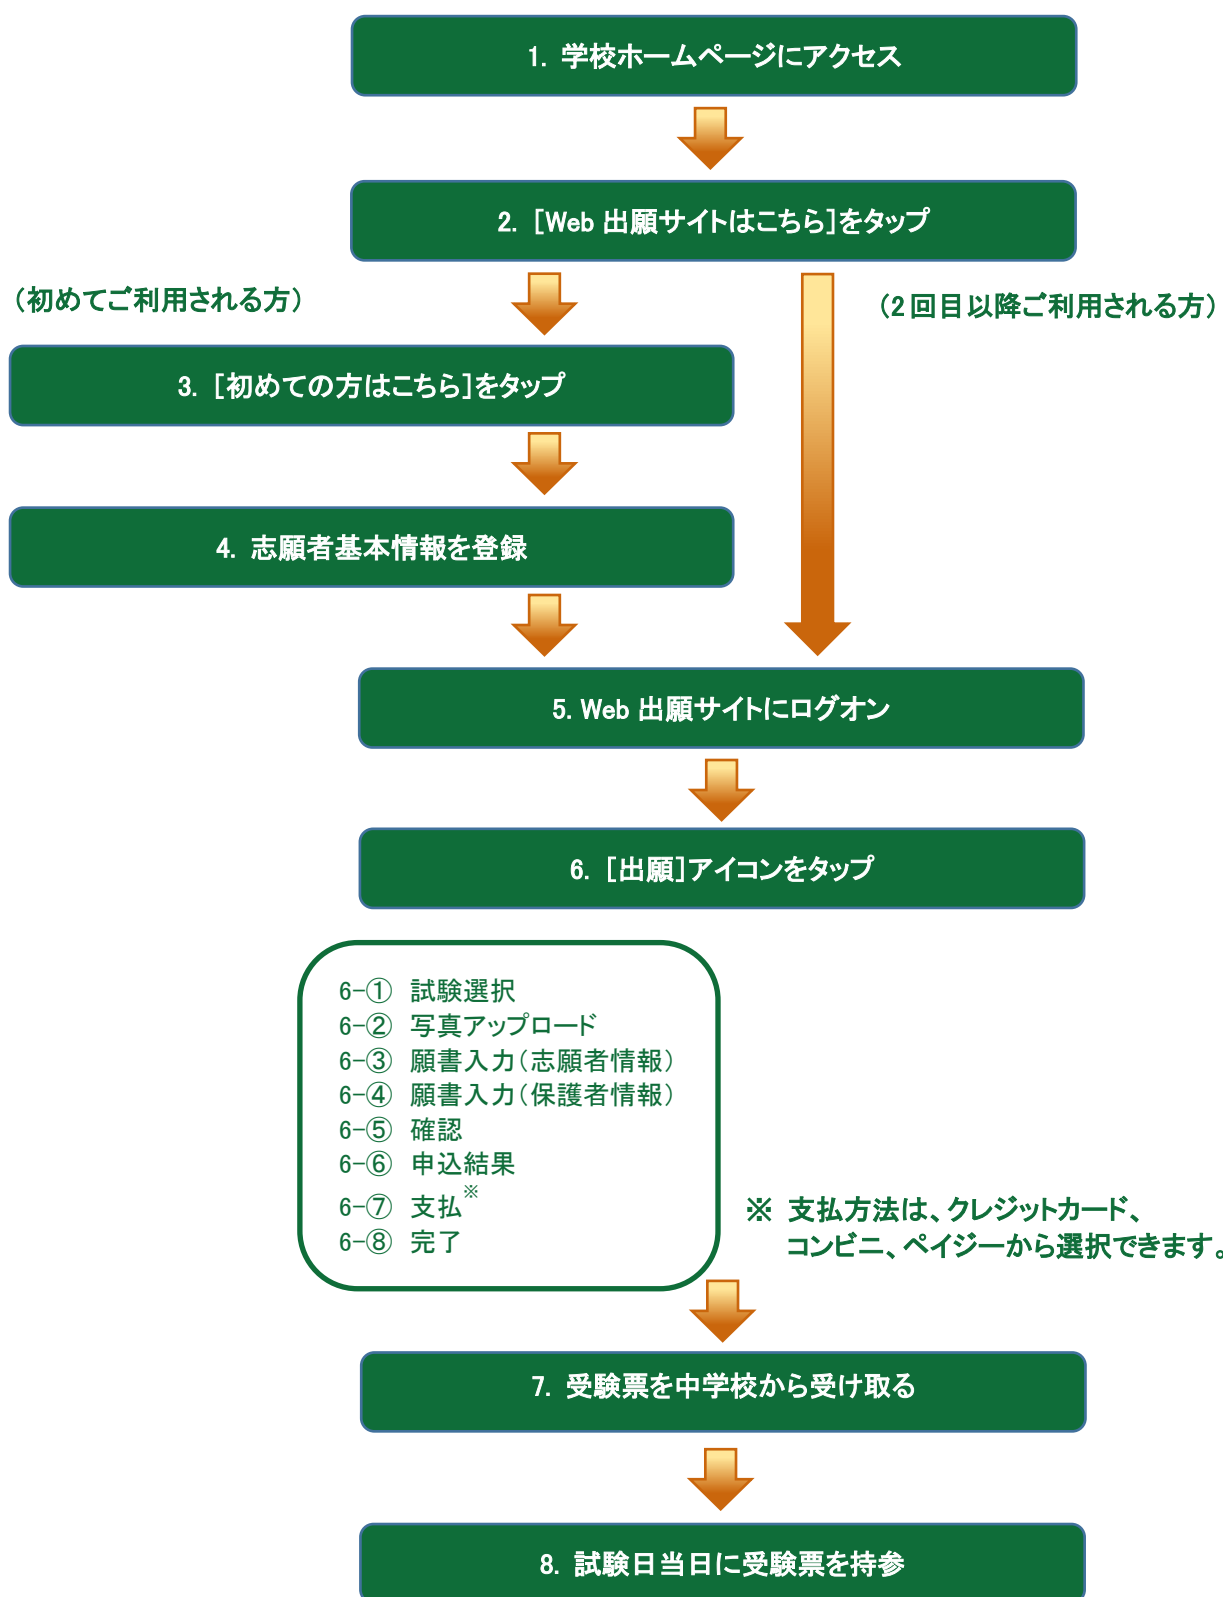 1. 学校ホームページにアクセス
2. [Web 出願サイトはこちら]をタップ
(初めてご利用される方)
(2回目以降ご利用される方)
3. [初めての方はこちら]をタップ
4. 志願者基本情報を登録
5. Web 出願サイトにログオン
6. [出願]アイコンをタップ
6-① 試験選択
6-② 写真アップロード
6-③ 願書入力(志願者情報)
6-④ 願書入力(保護者情報)
6-⑤ 確認
6-⑥ 申込結果
6-⑦ 支払※
6-⑧ 完了
※ 支払方法は、クレジットカード、
コンビニ、ペイジーから選択できます。
7. 受験票を中学校から受け取る
8. 試験日当日に受験票を持参